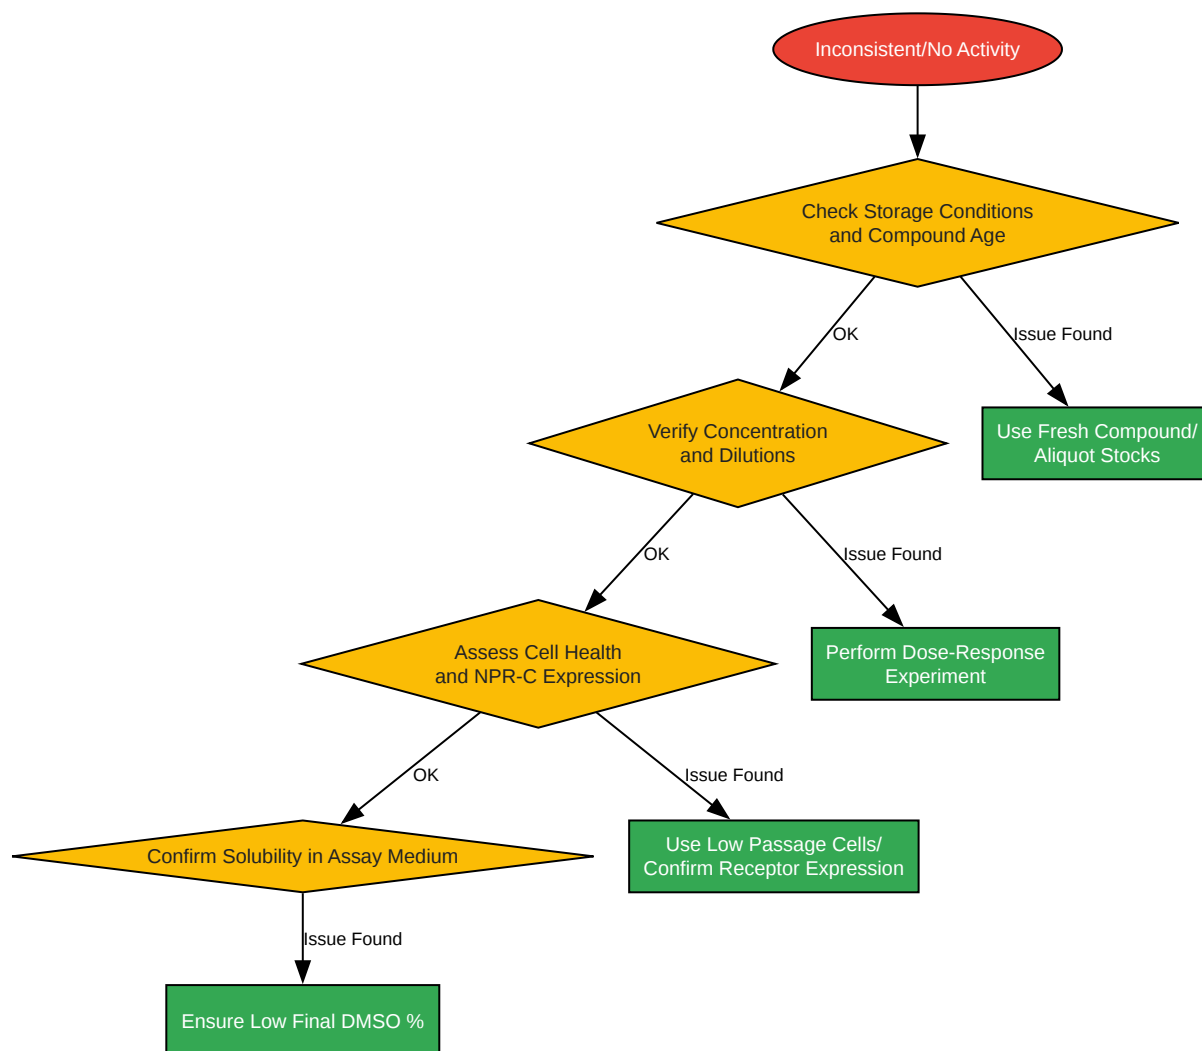 Inconsistent/No Activity
Check Storage Conditions
and Compound Age
OK
Issue Found
Verify Concentration
and Dilutions
Use Fresh Compound/
Aliquot Stocks
OK
Issue Found
Assess Cell Health
and NPR-C Expression
Perform Dose-Response
Experiment
OK
Issue Found
Confirm Solubility in Assay Medium
Use Low Passage Cells/
Confirm Receptor Expression
Issue Found
Ensure Low Final DMSO %